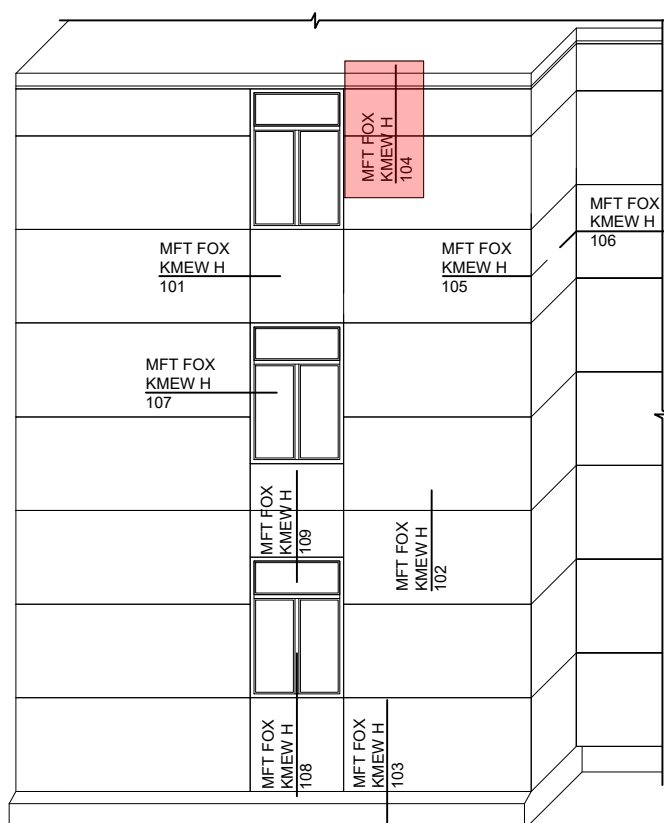 MFT FOX
KMEW H
104
MFT FOX
KMEW H
106
MFT FOX
KMEW H
101
MFT FOX
KMEW H
105
MFT FOX
KMEW H
107
MFT FOX
KMEW H
109
MFT FOX
KMEW H
102
MFT FOX
KMEW H
108
MFT FOX
KMEW H
103